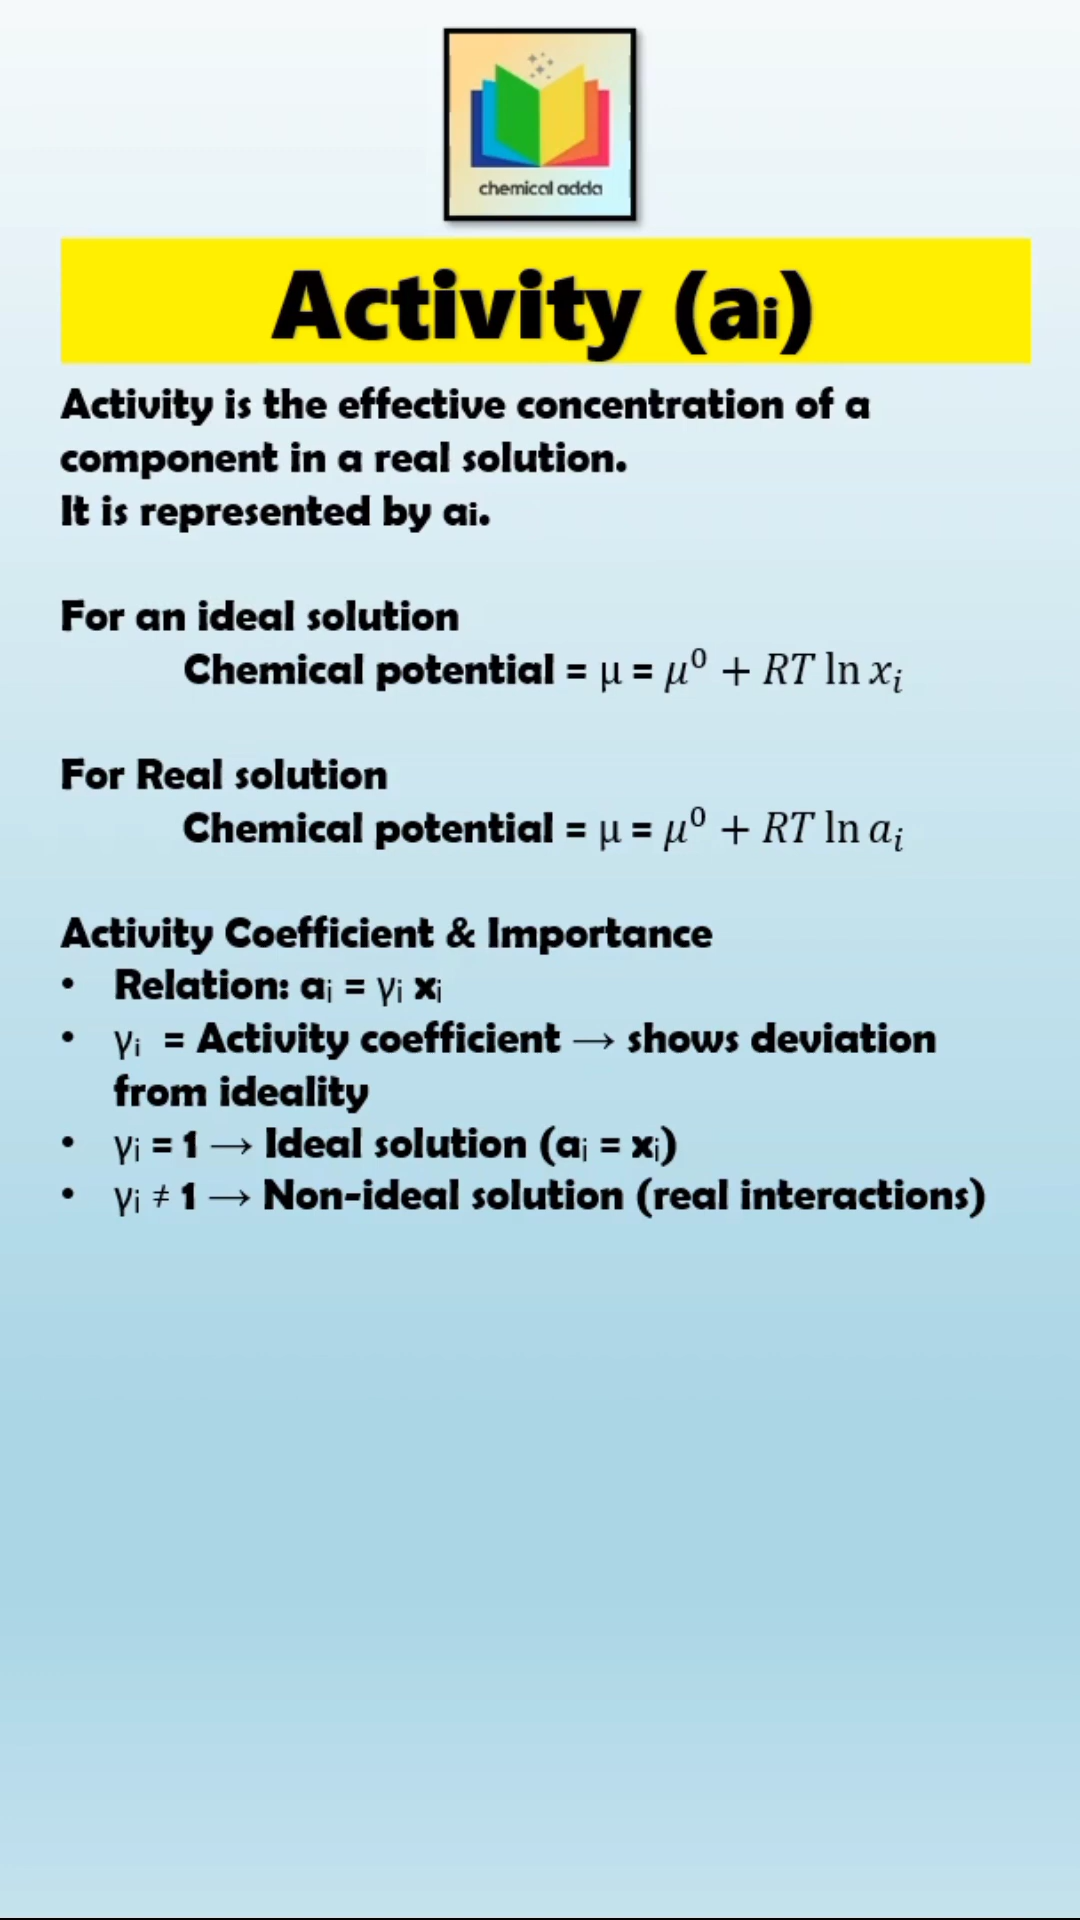 chemical adda
Activity (ai)
Activity is the effective concentration of a
component in a real solution.
It is represented by ai.
For an ideal solution
Chemical potential = μ = μ⁰ + RT ln xᵢ
For Real solution
Chemical potential = μ = μ⁰ + RT ln aᵢ
Activity Coefficient & Importance
• Relation: aᵢ = γᵢ xᵢ
• γᵢ = Activity coefficient → shows deviation
from ideality
• γᵢ = 1 → Ideal solution (aᵢ = xᵢ)
• γᵢ ≠ 1 → Non-ideal solution (real interactions)